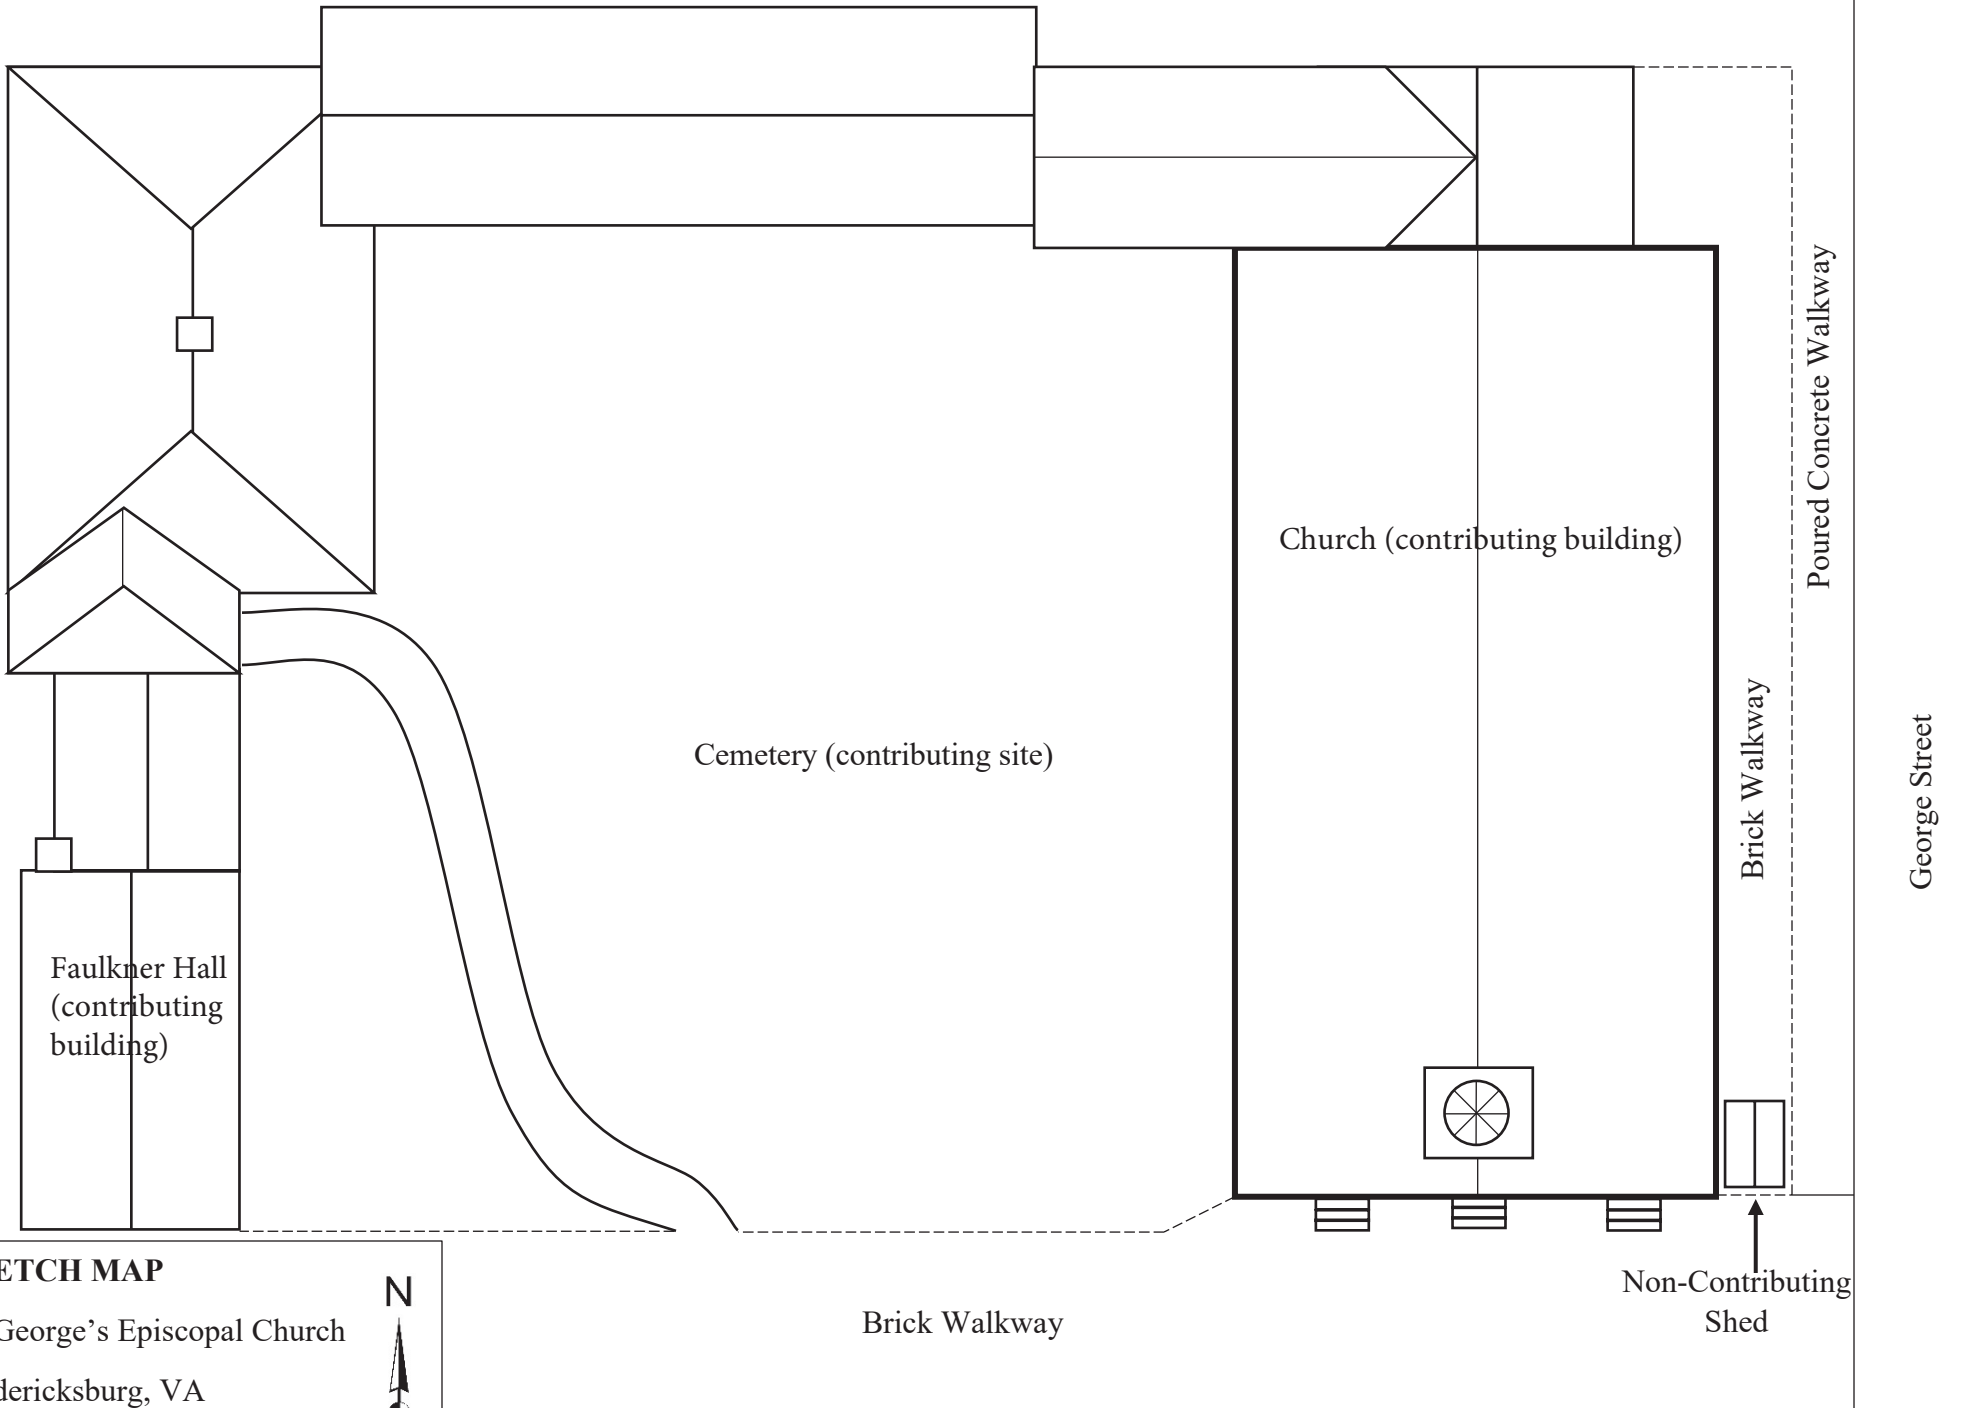 Poured Concrete Walkway
Church (contributing building)
Brick Walkway
George Street
Cemetery (contributing site)
Faulkner Hall
(contributing
building)
Non-Contributing
Shed
Brick Walkway
ETCH MAP
N
George’s Episcopal Church
dericksburg, VA